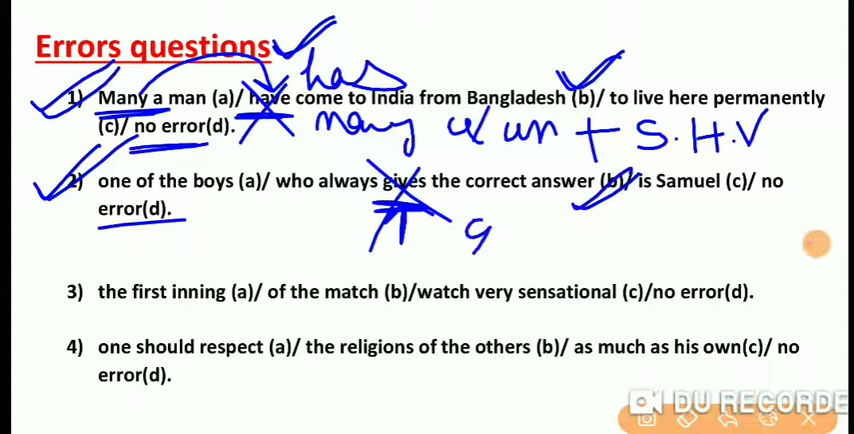 Errors questions
has
1) Many a man (a)/ have come to India from Bangladesh (b)/ to live here permanently
(c)/ no error(d).
many a/ an + S.H.V
2) one of the boys (a)/ who always gives the correct answer (b)/ is Samuel (c)/ no
error(d).
3) the first inning (a)/ of the match (b)/watch very sensational (c)/no error(d).
4) one should respect (a)/ the religions of the others (b)/ as much as his own(c)/ no
error(d).
DU RECORDE